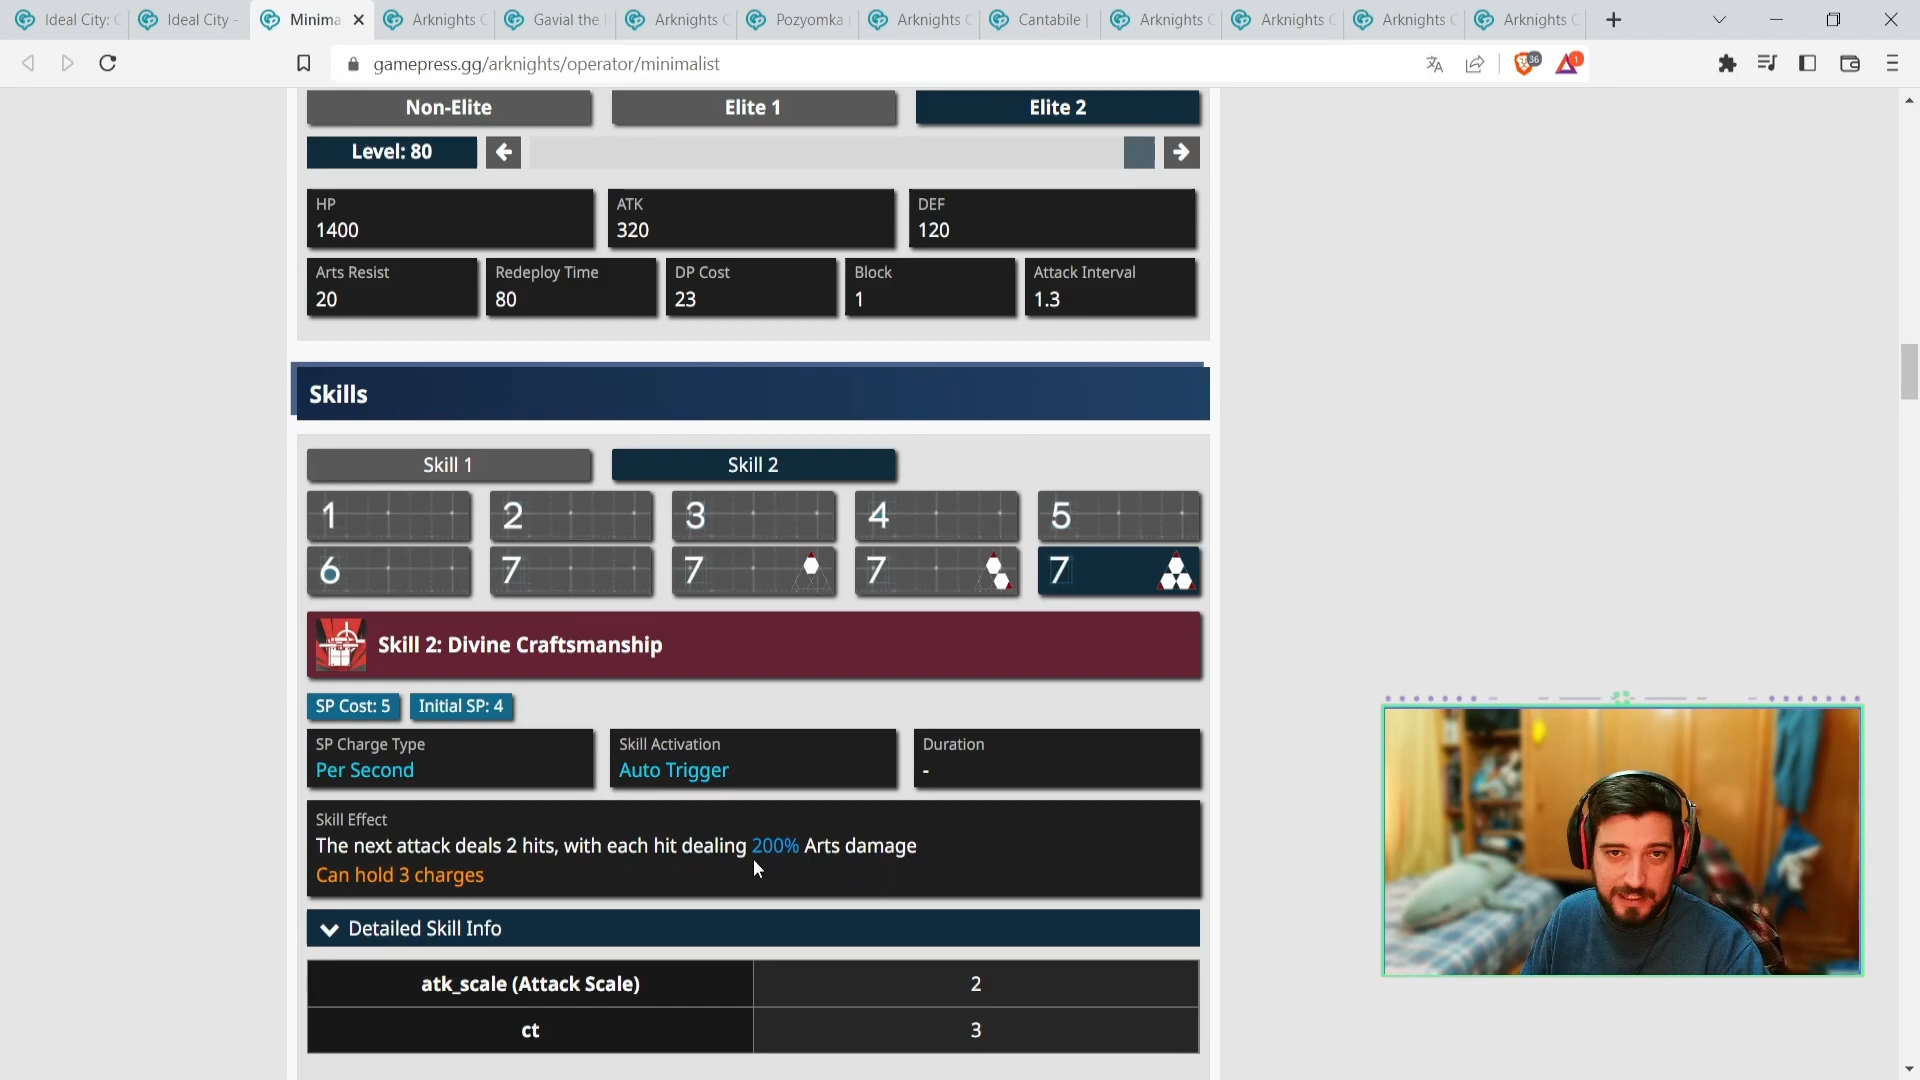 Ideal City:
Ideal City -
Minima
Arknights
Gavial the
Arknights
Pozyomka
Arknights
Cantabile |
Arknights
Arknights
Arknights
Arknights
gamepress.gg/arknights/operator/minimalist
36
1
Non-Elite
Elite 1
Elite 2
Level: 80
HP
1400
ATK
320
DEF
120
Arts Resist
20
Redeploy Time
80
DP Cost
23
Block
1
Attack Interval
1.3
Skills
Skill 1
Skill 2
1
2
3
4
5
6
7
7
7
7
Skill 2: Divine Craftsmanship
SP Cost: 5
Initial SP: 4
SP Charge Type
Per Second
Skill Activation
Auto Trigger
Duration
-
Skill Effect
The next attack deals 2 hits, with each hit dealing 200% Arts damage
Can hold 3 charges
Detailed Skill Info
atk_scale (Attack Scale)
2
ct
3